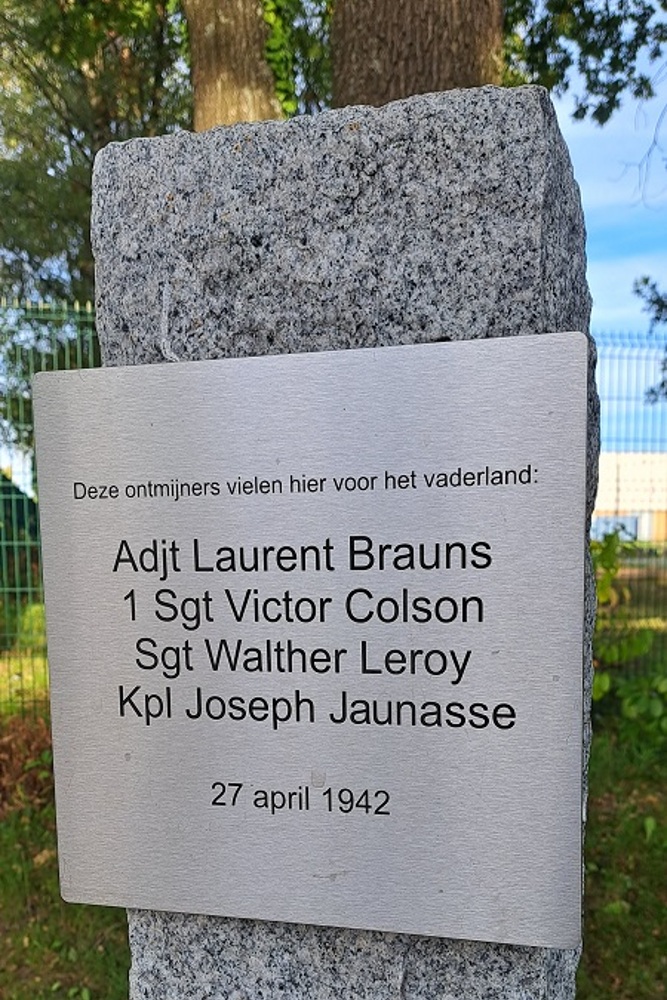 Deze ontmijners vielen hier voor het vaderland:
Adjt Laurent Brauns
1 Sgt Victor Colson
Sgt Walther Leroy
Kpl Joseph Jaunasse
27 april 1942